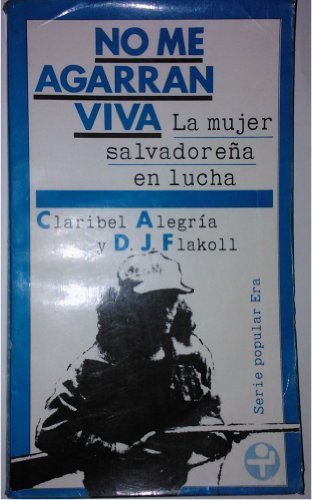 NO ME
AGARRAN
VIVA La mujer
salvadoreña
en lucha
Claribel Alegría
y D. J. Flakoll
Serie popular Era